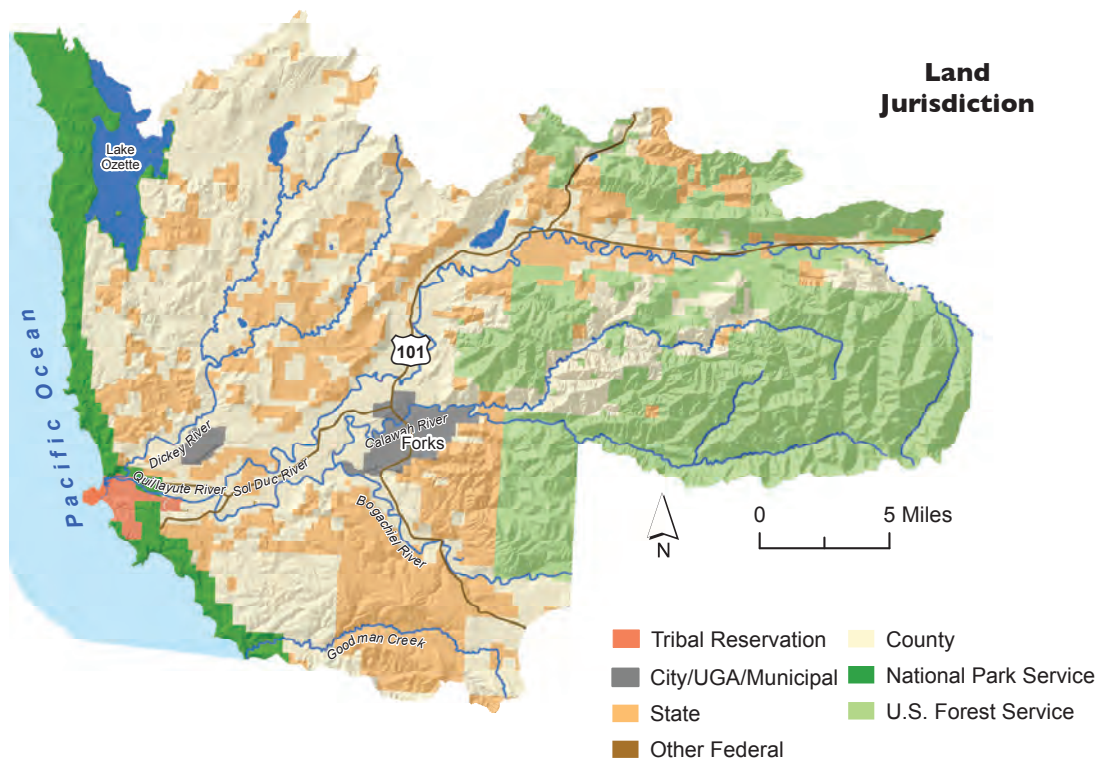 Land
Jurisdiction
Lake
Ozette
Pacific Ocean
101
Dickey River
Calawah River
Forks
Quillayute River
Sol Duc River
Bogachiel River
Goodman Creek
N
0 5 Miles
Tribal Reservation
City/UGA/Municipal
State
Other Federal
County
National Park Service
U.S. Forest Service